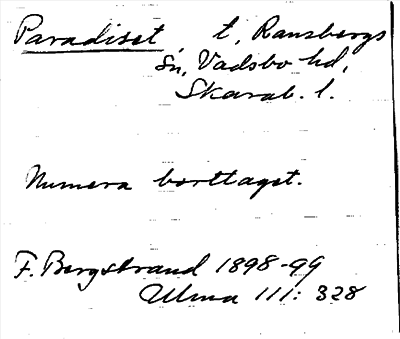 Paradiset, t, Ransbergs
sn, Vadsbo hd,
Skarab. l.
Numera borttaget.
F. Bergstrand 1898-99
Ulma 111: 328